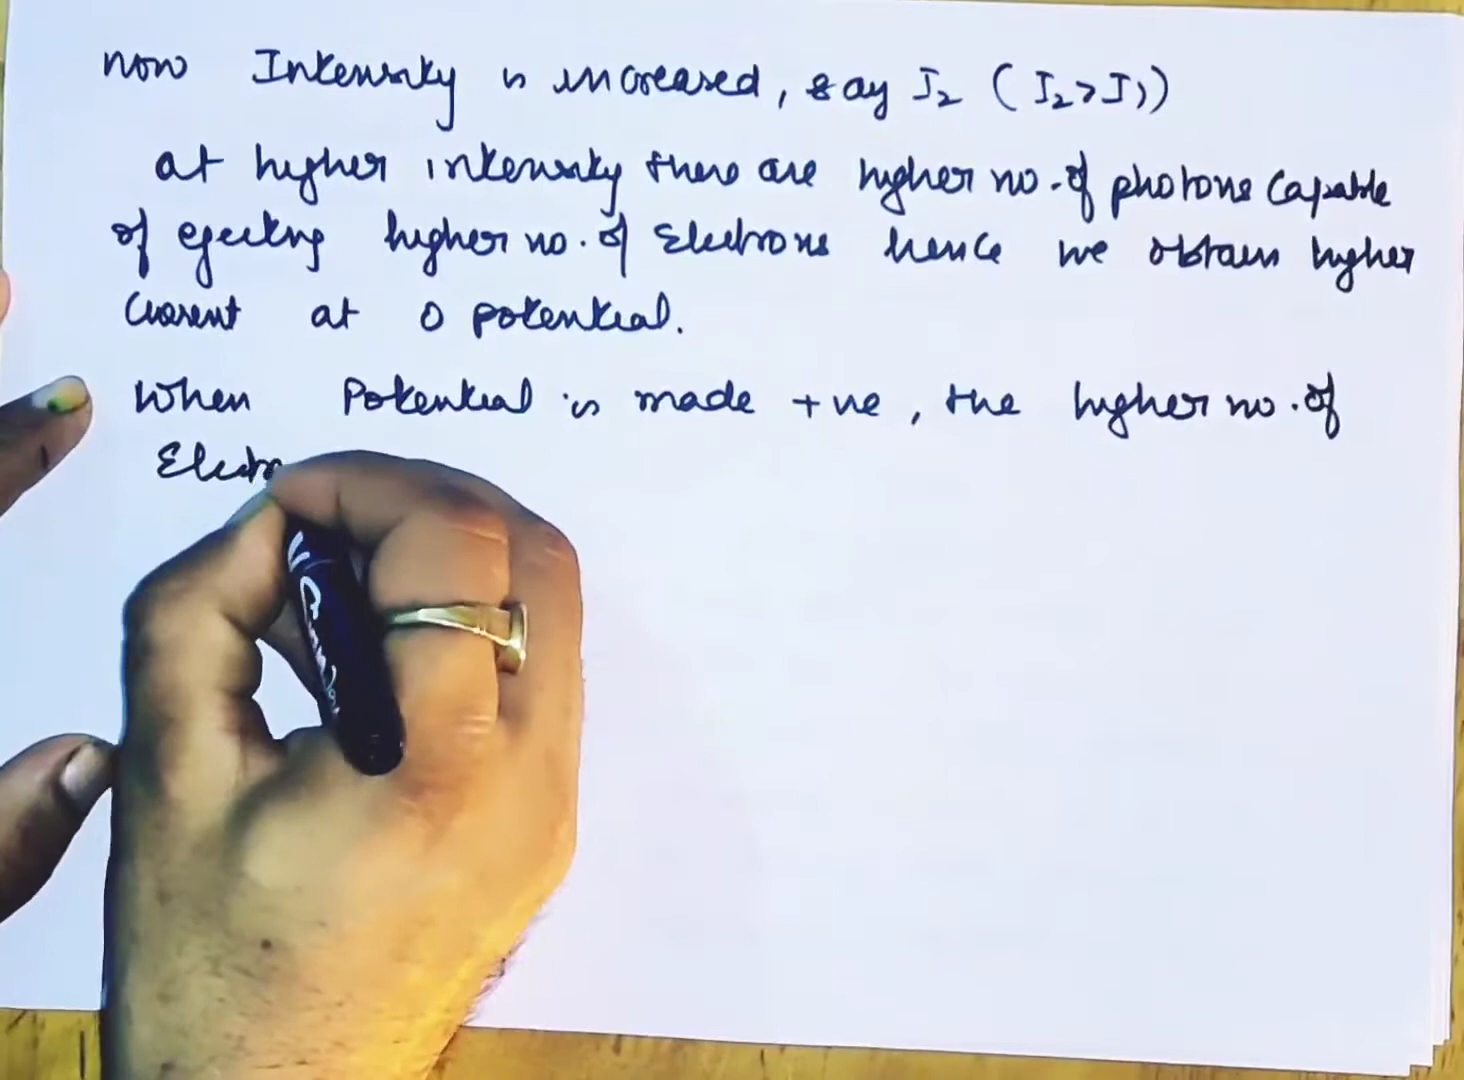 now Intensity is increased, say I₂ (I₂>I₁)
at higher intensity there are higher no. of photons capable
of ejecting higher no. of Electrons hence we obtain higher
Current at 0 potential.
When Potential is made +ve, the higher no. of
Electr